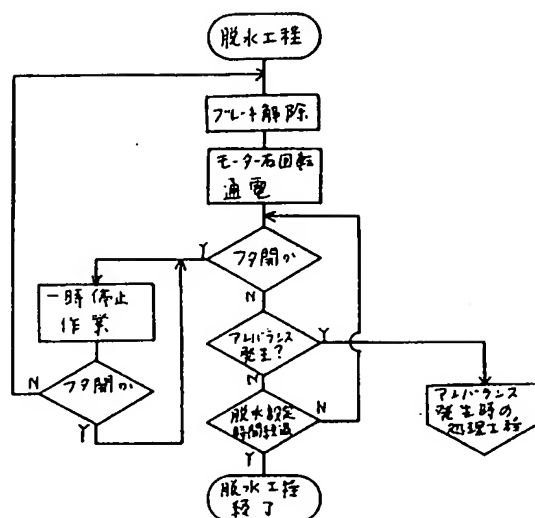 脱水工程
ブレーキ解除
モーター右回転
通電
フタ開か
Y
N
一時停止
作業
アンバランス
発生?
Y
N
フタ開か
N
Y
脱水設定
時間経過
N
Y
アンバランス
発生時の
処理工程
脱水工程
終了